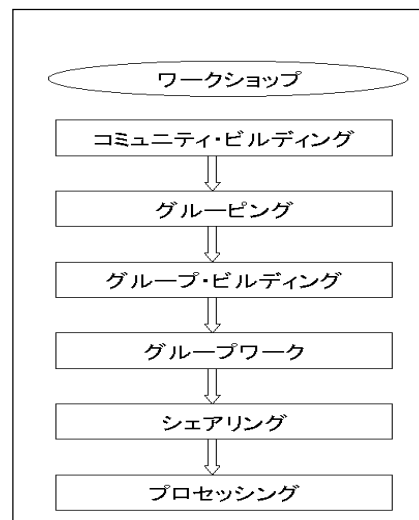 ワークショップ
コミュニティ・ビルディング
グルーピング
グループ・ビルディング
グループワーク
シェアリング
プロセッシング